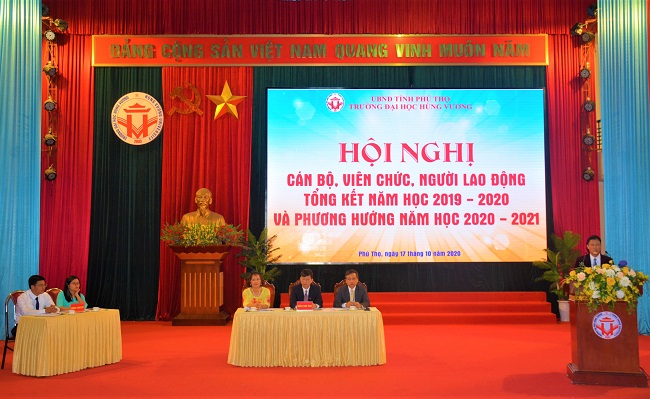 ĐẢNG CỘNG SẢN VIỆT NAM QUANG VINH MUÔN NĂM
UBND TỈNH PHÚ THỌ
TRƯỜNG ĐẠI HỌC HÙNG VƯƠNG
HỘI NGHỊ
CÁN BỘ, VIÊN CHỨC, NGƯỜI LAO ĐỘNG
TỔNG KẾT NĂM HỌC 2019 – 2020
VÀ PHƯƠNG HƯỚNG NĂM HỌC 2020 – 2021
Phú Thọ, ngày 17 tháng 10 năm 2020